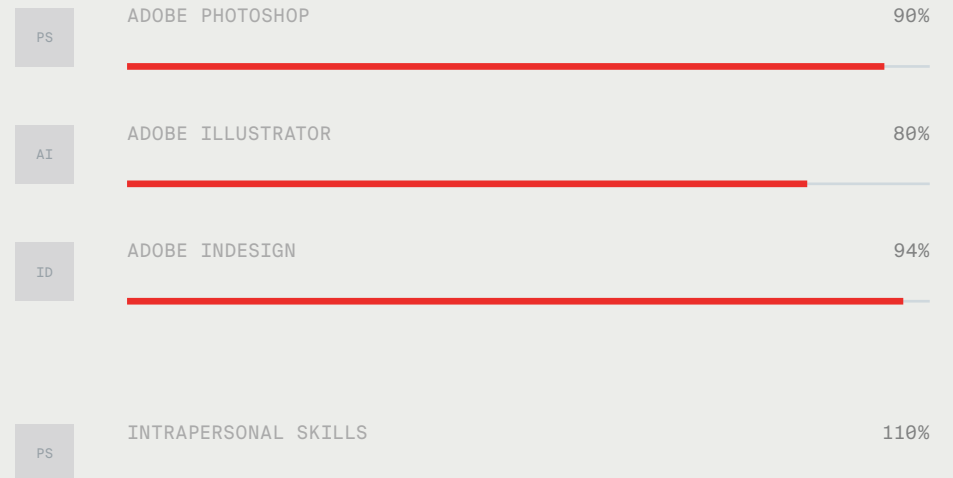 ADOBE PHOTOSHOP 90%
PS
ADOBE ILLUSTRATOR 80%
AI
ADOBE INDESIGN 94%
ID
INTRAPERSONAL SKILLS 110%
PS